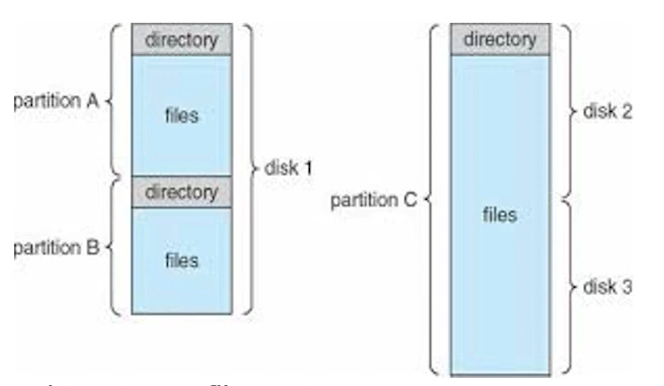 directory
partition A
files
disk 1
directory
partition B
files
directory
disk 2
partition C
files
disk 3